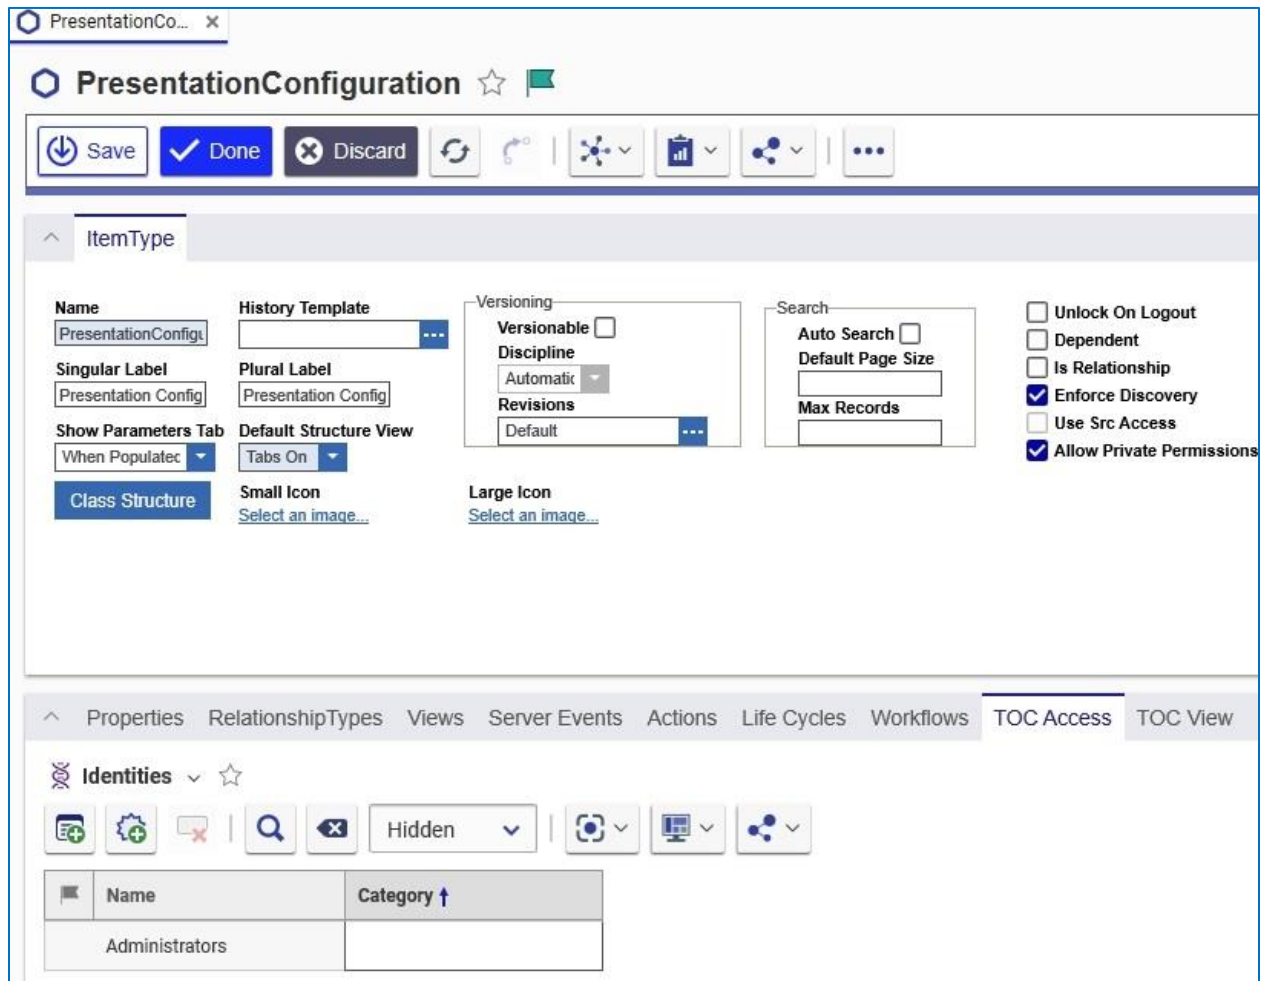 PresentationCo...
PresentationConfiguration
Save Done Discard
ItemType
Name History Template Versioning Search Unlock On Logout
PresentationConfigu Versionable Auto Search Dependent
Singular Label Plural Label Discipline Default Page Size Is Relationship
Presentation Config Presentation Config Automatic Enforce Discovery
Show Parameters Tab Default Structure View Revisions Max Records Use Src Access
When Populated Tabs On Default Allow Private Permissions
Class Structure Small Icon Large Icon
Select an image... Select an image...
Properties RelationshipTypes Views Server Events Actions Life Cycles Workflows TOC Access TOC View
Identities
Hidden
Name Category
Administrators